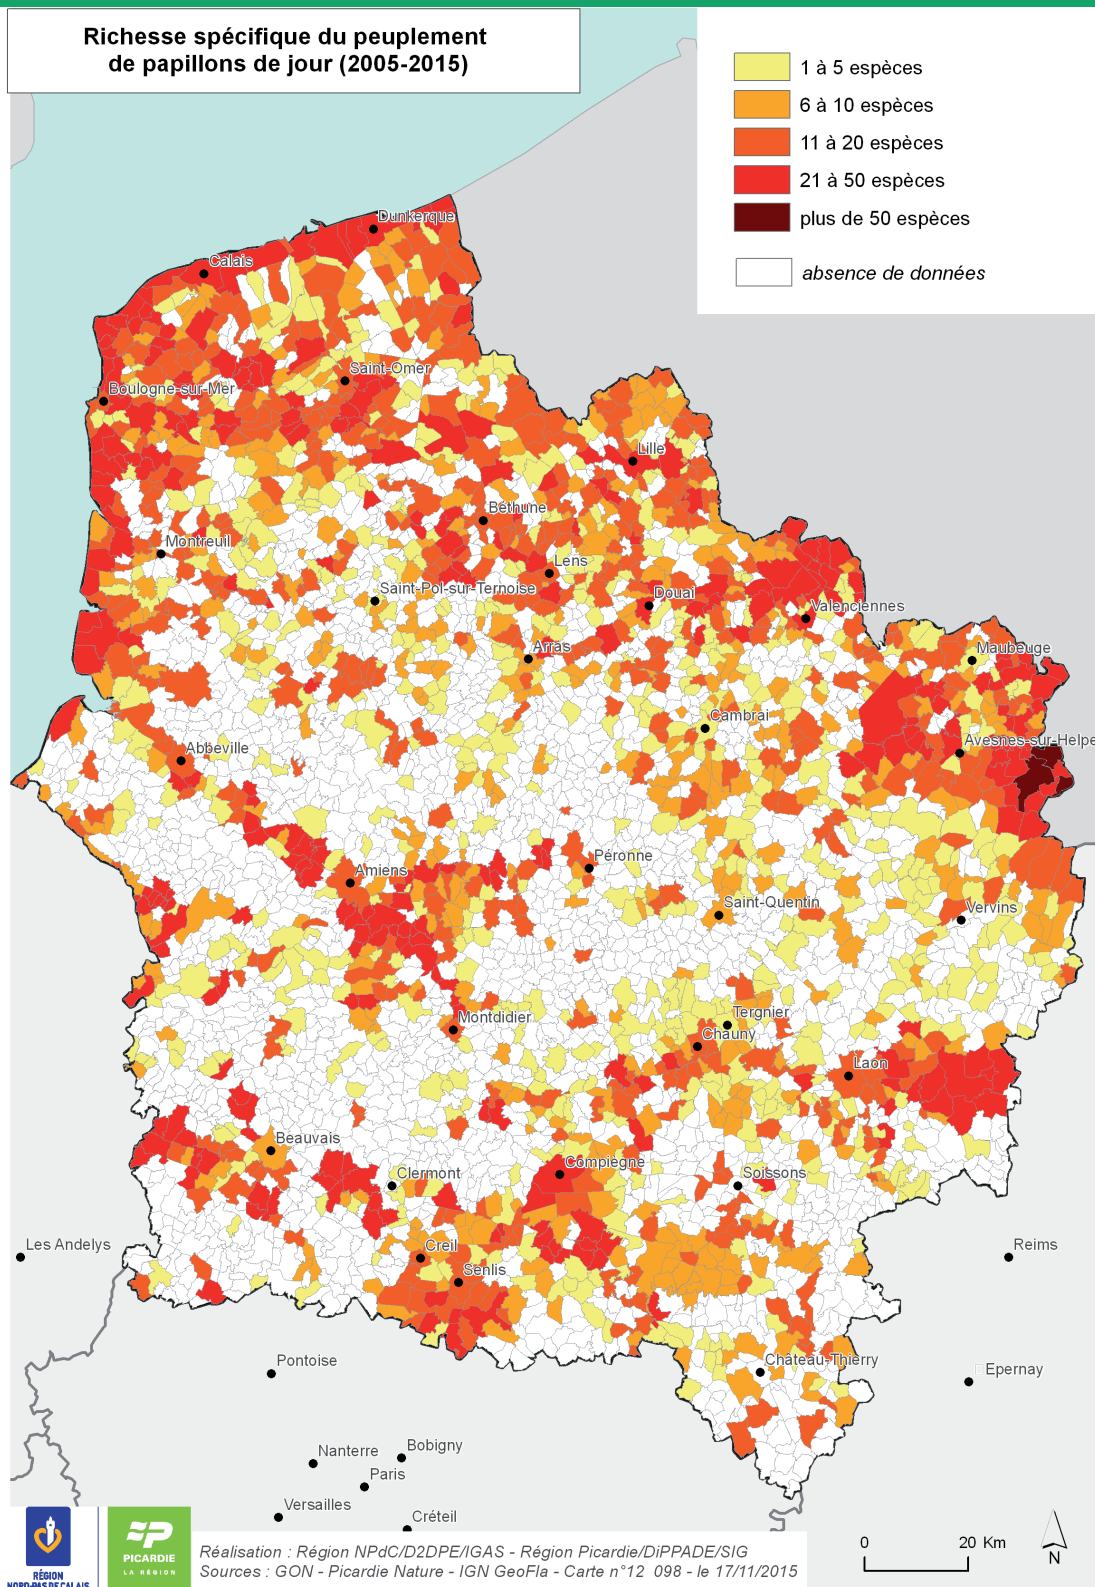 Richesse spécifique du peuplement
de papillons de jour (2005-2015)
1 à 5 espèces
6 à 10 espèces
11 à 20 espèces
21 à 50 espèces
plus de 50 espèces
absence de données
Dunkerque
Calais
Saint-Omer
Boulogne-sur-Mer
Lille
Béthune
Montreuil
Lens
Saint-Pol-sur-Ternoise
Douai
Valenciennes
Arras
Maubeuge
Cambrai
Avesnes-sur-Helpe
Abbeville
Péronne
Amiens
Saint-Quentin
Vervins
Montdidier
Tergnier
Chauny
Laon
Beauvais
Compiègne
Clermont
Soissons
Les Andelys
Creil
Reims
Senlis
Pontoise
Château-Thierry
Epernay
Nanterre
Bobigny
Paris
Versailles
Créteil
RÉGION
NORD-PAS DE CALAIS
PICARDIE
LA RÉGION
Réalisation : Région NPdC/D2DPE/IGAS - Région Picardie/DiPPADE/SIG
Sources : GON - Picardie Nature - IGN GeoFla - Carte n°12 098 - le 17/11/2015
0 20 Km
N